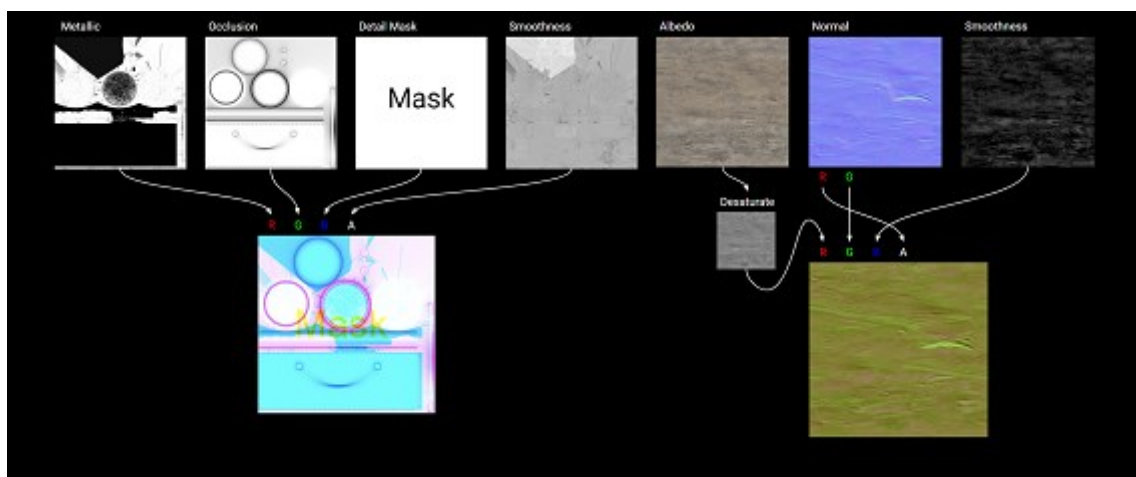 Metallic
Occlusion
Detail Mask
Smoothness
Albedo
Normal
Smoothness
Mask
R G
Desaturate
R G B A
R G B A
Mask